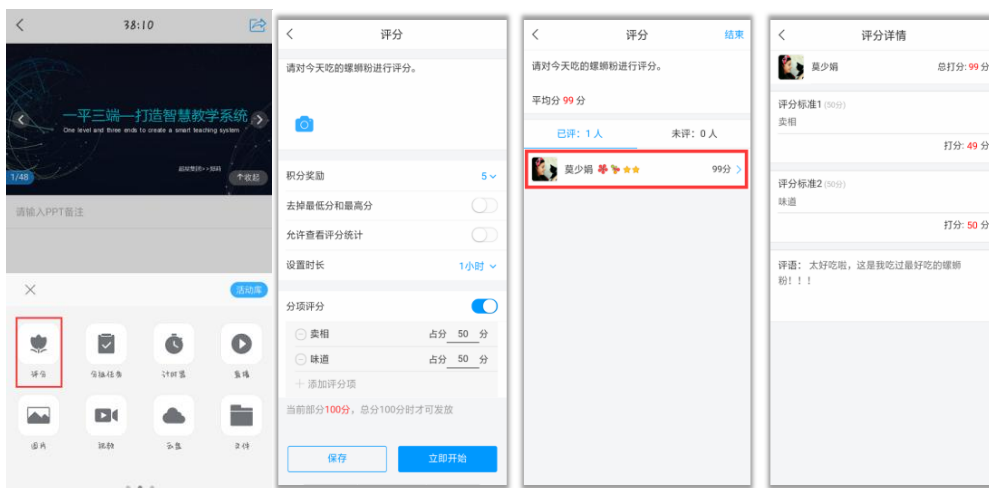 38:10
一平三端—打造智慧教学系统
One level and three ends to create a smart teaching system
1/48
个收起
请输入PPT备注
活动库
评分
分组任务
计时器
直播
图片
云盘
文件
评分
请对今天吃的螺蛳粉进行评分。
积分奖励 5
去掉最低分和最高分
允许查看评分统计
设置时长 1小时
分项评分
卖相 占分 50 分
味道 占分 50 分
添加评分项
当前部分100分，总分100分时才可发放
保存 立即开始
评分 结束
请对今天吃的螺蛳粉进行评分。
平均分 99 分
已评：1人 未评：0人
莫少娟 99分
评分详情
莫少娟 总打分: 99 分
评分标准1 (50分)
卖相
打分: 49 分
评分标准2 (50分)
味道
打分: 50 分
评语： 太好吃啦，这是我吃过最好吃的螺蛳
粉！！！